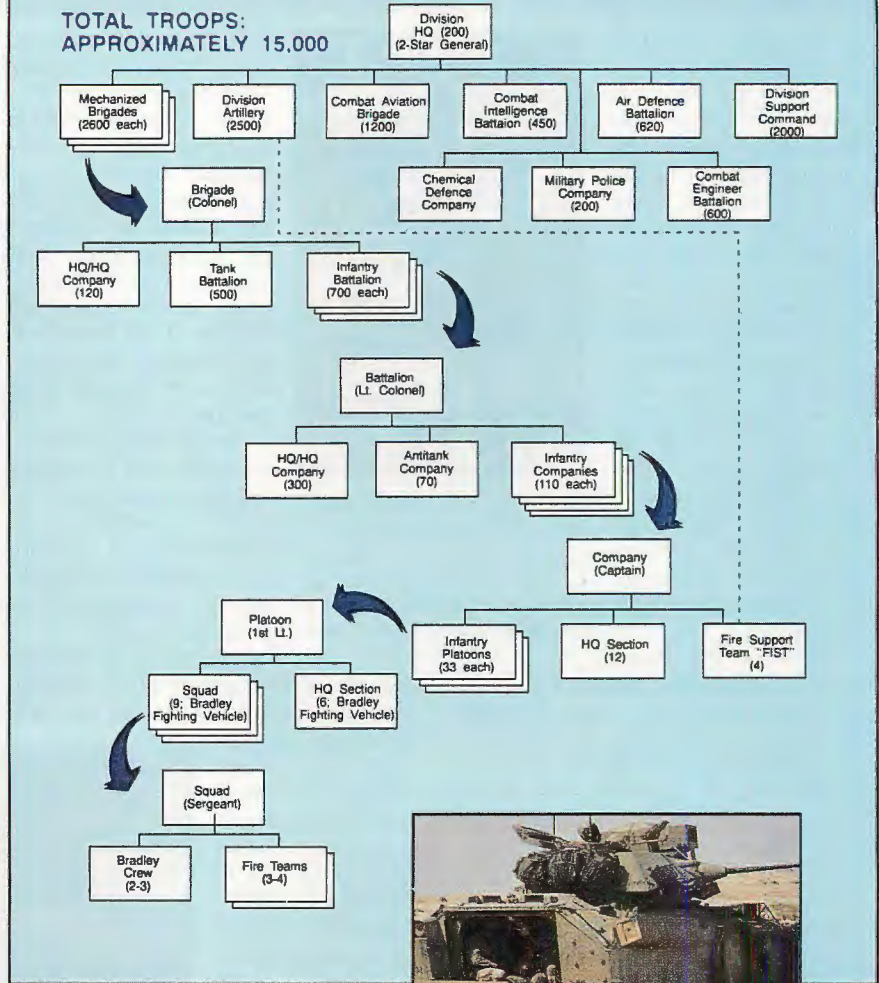 TOTAL TROOPS:
APPROXIMATELY 15,000
Division
HQ (200)
(2-Star General)
Mechanized
Brigades
(2600 each)
Division
Artillery
(2500)
Combat Aviation
Brigade
(1200)
Combat
Intelligence
Battaion (450)
Air Defence
Battalion
(620)
Division
Support
Command
(2000)
Chemical
Defence
Company
Military Police
Company
(200)
Combat
Engineer
Battalion
(600)
Brigade
(Colonel)
HQ/HQ
Company
(120)
Tank
Battalion
(500)
Infantry
Battalion
(700 each)
Battalion
(Lt. Colonel)
HQ/HQ
Company
(300)
Antitank
Company
(70)
Infantry
Companies
(110 each)
Company
(Captain)
Infantry
Platoons
(33 each)
HQ Section
(12)
Fire Support
Team "FIST"
(4)
Platoon
(1st Lt.)
Squad
(9; Bradley
Fighting Vehicle)
HQ Section
(6; Bradley
Fighting Vehicle)
Squad
(Sergeant)
Bradley
Crew
(2-3)
Fire Teams
(3-4)